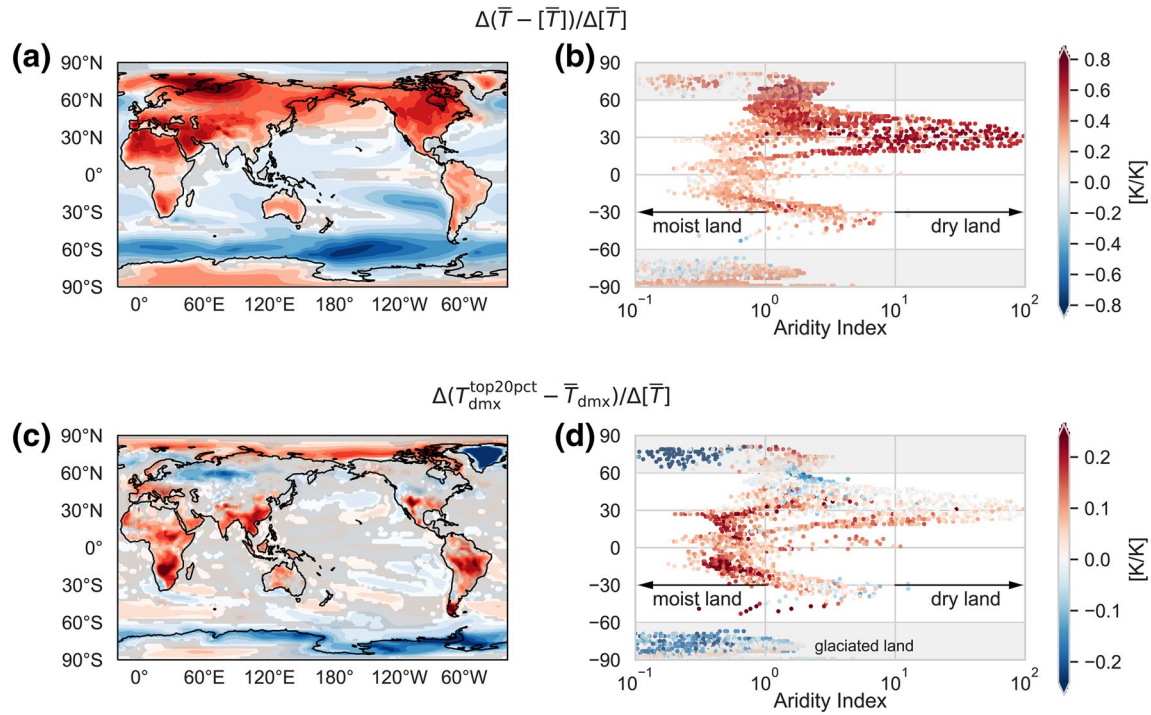 Δ(T̅ − [T̅])/Δ[T̅]
(a)
90°N
60°N
30°N
0°
30°S
60°S
90°S
0° 60°E 120°E 180° 120°W 60°W
(b)
90
60
30
0
−30
−60
−90
moist land
dry land
10⁻¹ 10⁰ 10¹ 10²
Aridity Index
0.8
0.6
0.4
0.2
0.0
−0.2
−0.4
−0.6
−0.8
[K/K]
Δ(T_dmx^top20pct − T̅_dmx)/Δ[T̅]
(c)
90°N
60°N
30°N
0°
30°S
60°S
90°S
0° 60°E 120°E 180° 120°W 60°W
(d)
90
60
30
0
−30
−60
−90
moist land
dry land
glaciated land
10⁻¹ 10⁰ 10¹ 10²
Aridity Index
0.2
0.1
0.0
−0.1
−0.2
[K/K]